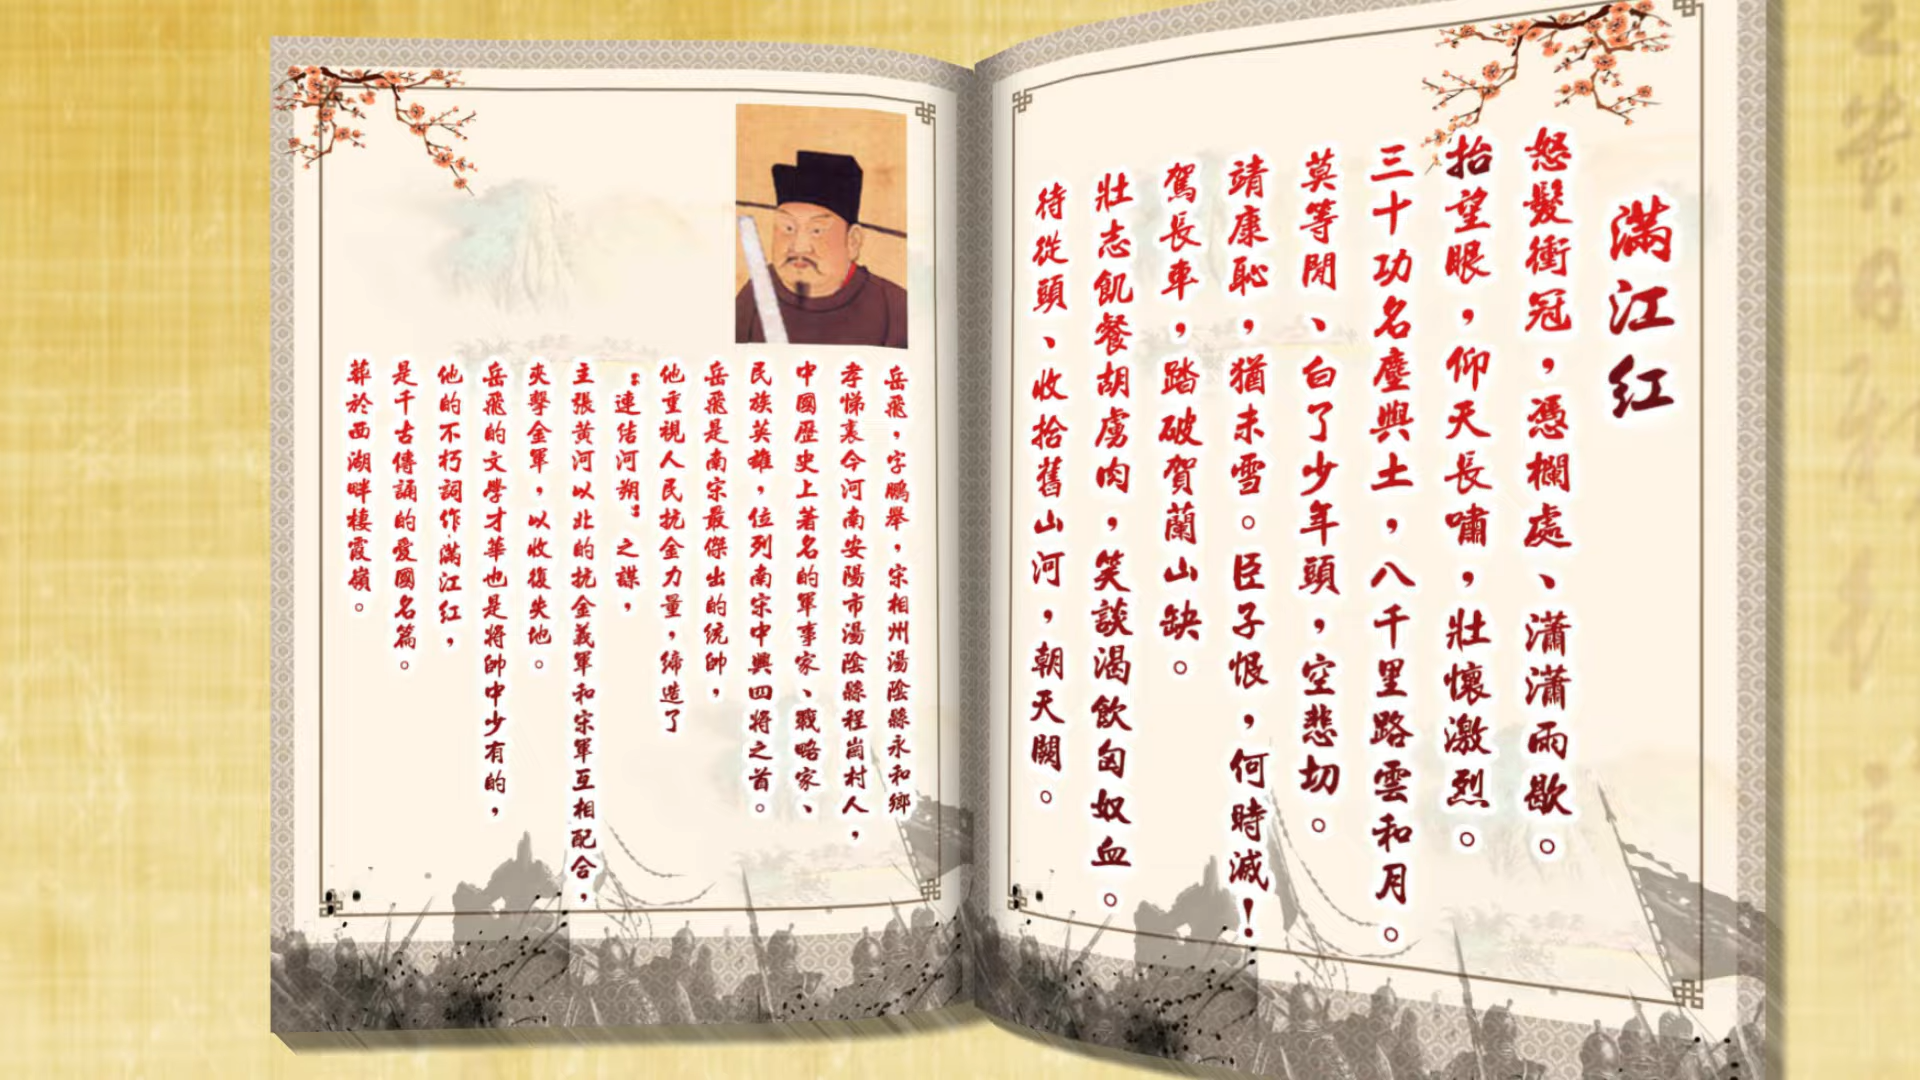 滿江红
怒髮衝冠，憑欄處、瀟瀟雨歇。
抬望眼，仰天長嘯，壯懷激烈。
三十功名塵與土，八千里路雲和月。
莫等閒、白了少年頭，空悲切。
靖康恥，猶未雪。臣子恨，何時滅！
駕長車，踏破賀蘭山缺。
壯志飢餐胡虜肉，笑談渴飲匈奴血。
待從頭、收拾舊山河，朝天闕。
岳飛，字鵬舉，宋相州湯陰縣永和鄉
孝悌裏今河南安陽市湯陰縣程崗村人，
中國歷史上著名的軍事家、戰略家、
民族英雄，位列南宋中興四將之首。
岳飛是南宋最傑出的統帥，
他重視人民抗金力量，締造了
：連结河朔：之謀，
主張黃河以北的抗金義軍和宋軍互相配合，
夾擊金軍，以收復失地。
岳飛的文學才華也是将帥中少有的，
他的不朽詞作·滿江红，
是千古傳誦的愛國名篇。
葬於西湖畔棲霞嶺。